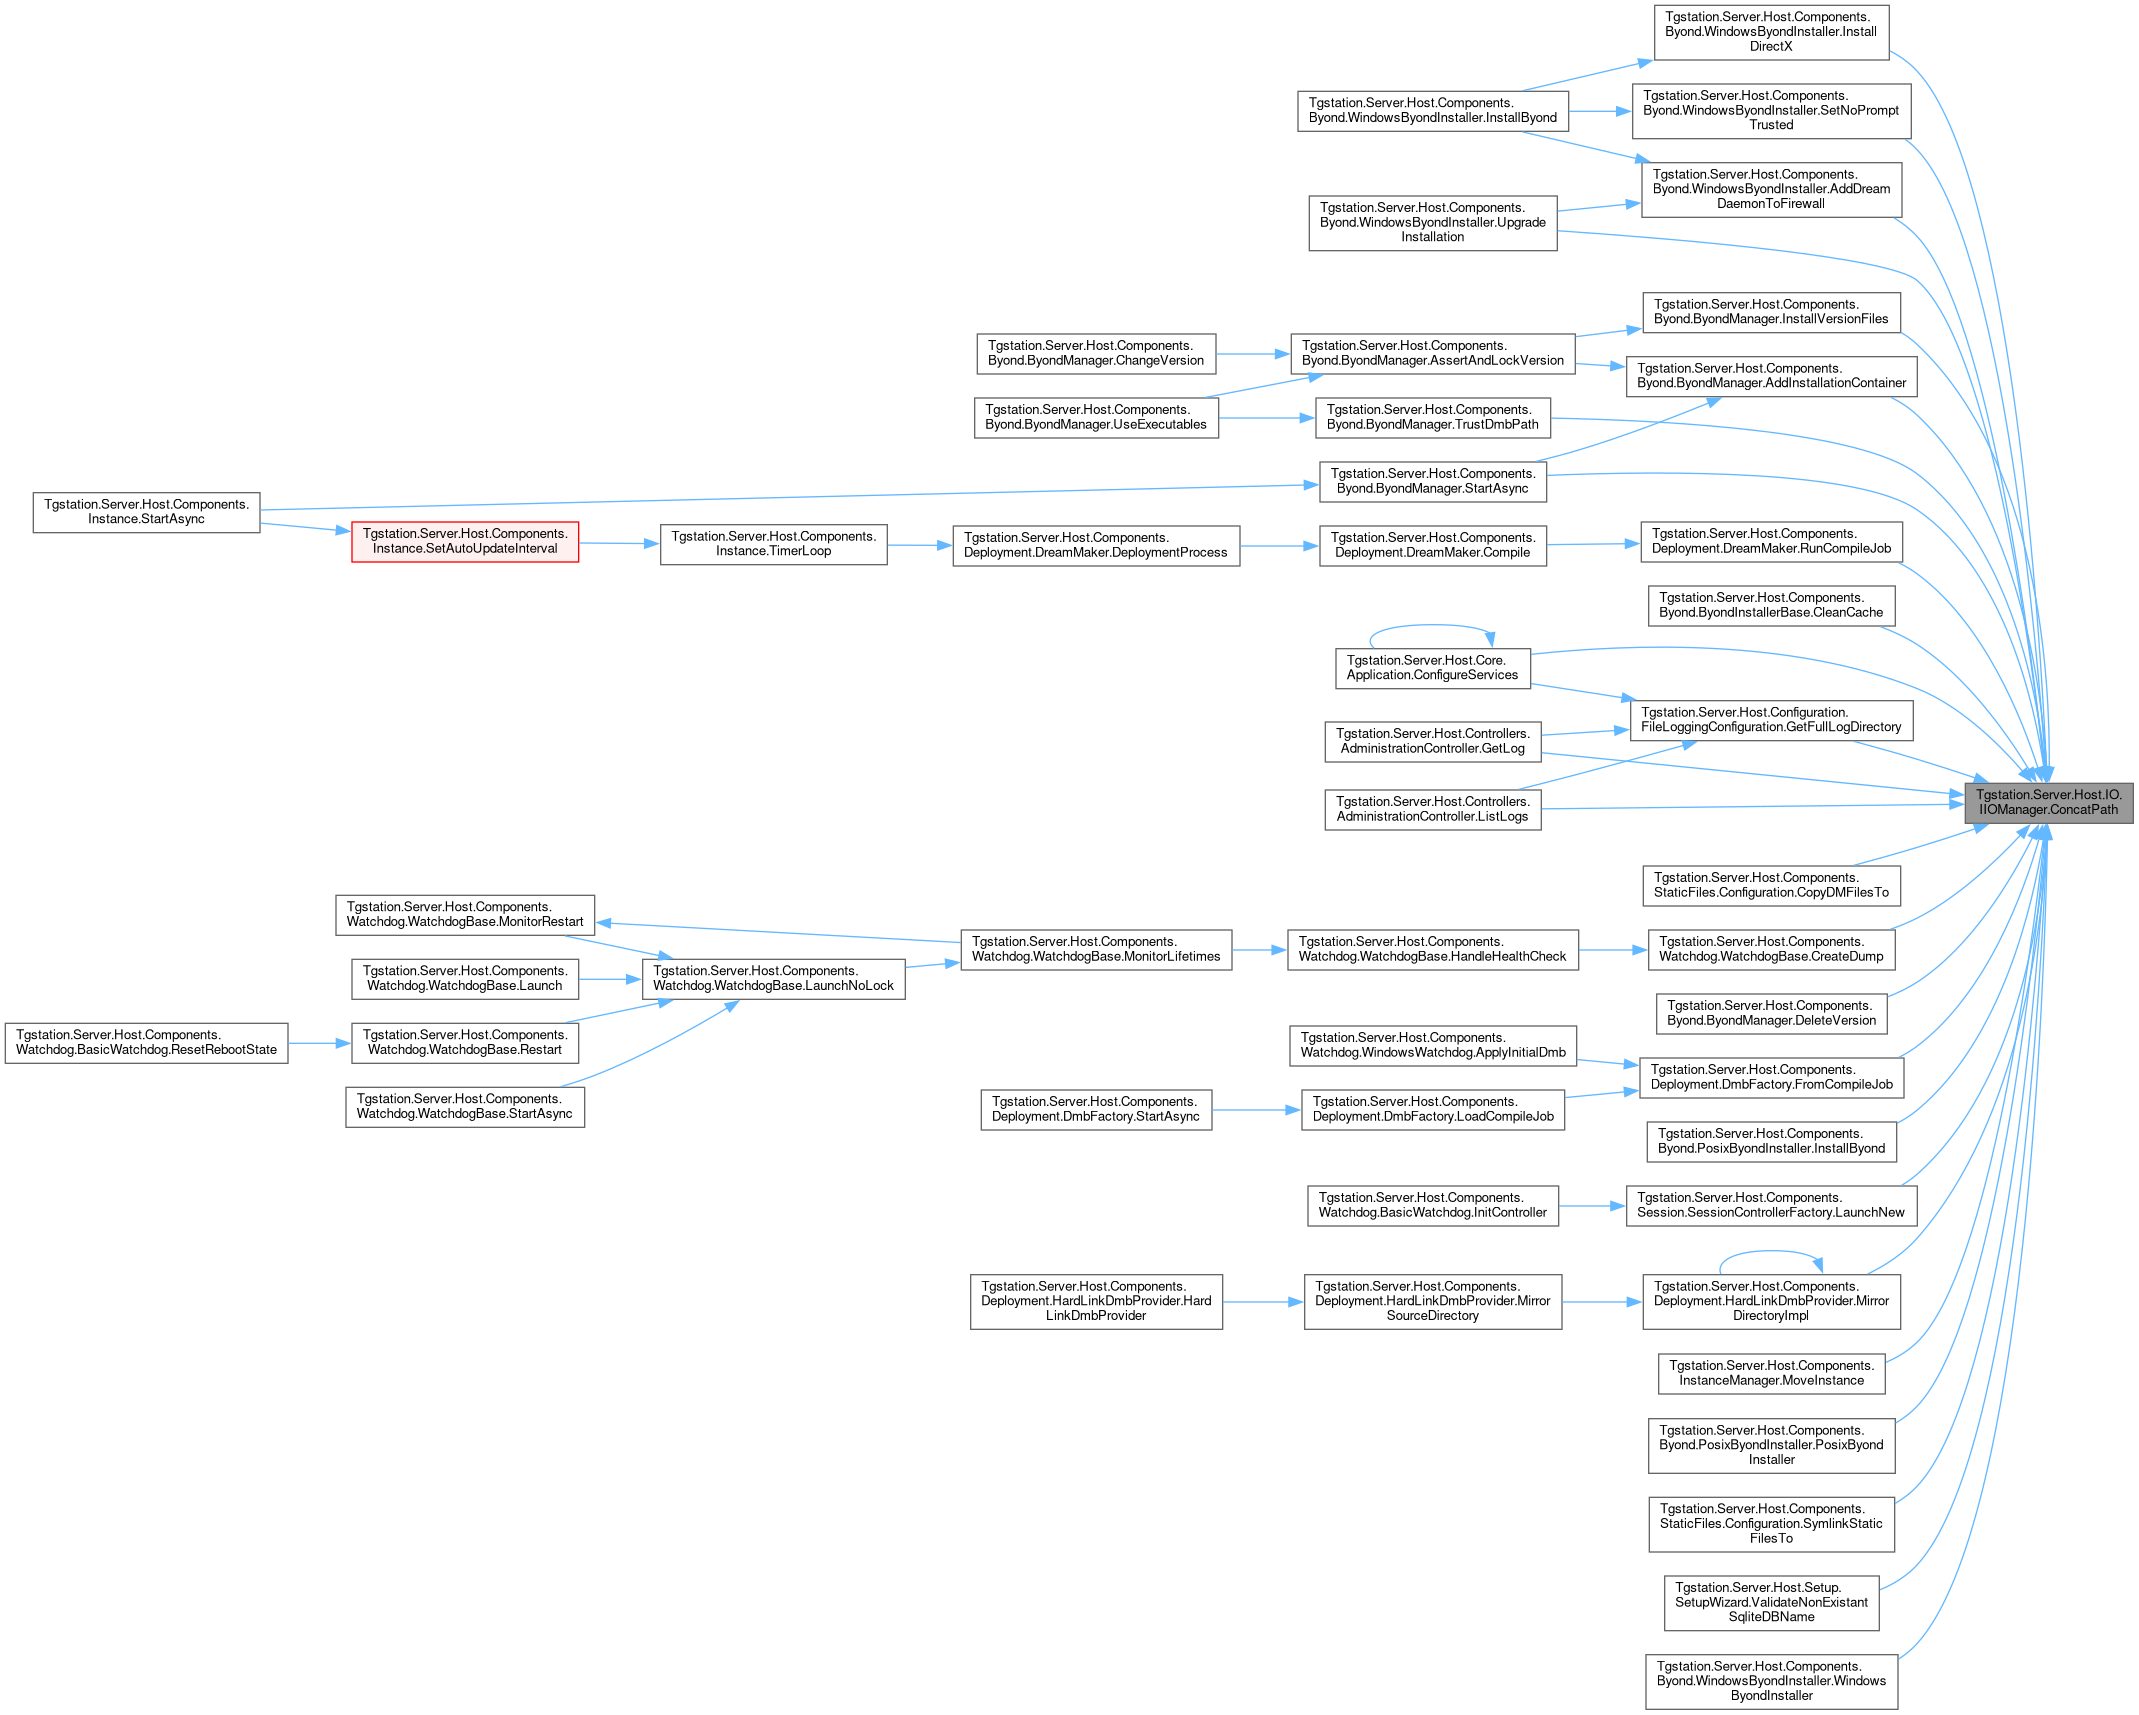 Tgstation.Server.Host.Components.
Byond.WindowsByondInstaller.Install
DirectX
Tgstation.Server.Host.Components.
Byond.WindowsByondInstaller.InstallByond
Tgstation.Server.Host.Components.
Byond.WindowsByondInstaller.SetNoPrompt
Trusted
Tgstation.Server.Host.Components.
Byond.WindowsByondInstaller.AddDream
DaemonToFirewall
Tgstation.Server.Host.Components.
Byond.WindowsByondInstaller.Upgrade
Installation
Tgstation.Server.Host.Components.
Byond.ByondManager.InstallVersionFiles
Tgstation.Server.Host.Components.
Byond.ByondManager.ChangeVersion
Tgstation.Server.Host.Components.
Byond.ByondManager.AssertAndLockVersion
Tgstation.Server.Host.Components.
Byond.ByondManager.AddInstallationContainer
Tgstation.Server.Host.Components.
Byond.ByondManager.UseExecutables
Tgstation.Server.Host.Components.
Byond.ByondManager.TrustDmbPath
Tgstation.Server.Host.Components.
Byond.ByondManager.StartAsync
Tgstation.Server.Host.Components.
Instance.StartAsync
Tgstation.Server.Host.Components.
Instance.SetAutoUpdateInterval
Tgstation.Server.Host.Components.
Instance.TimerLoop
Tgstation.Server.Host.Components.
Deployment.DreamMaker.DeploymentProcess
Tgstation.Server.Host.Components.
Deployment.DreamMaker.Compile
Tgstation.Server.Host.Components.
Deployment.DreamMaker.RunCompileJob
Tgstation.Server.Host.Components.
Byond.ByondInstallerBase.CleanCache
Tgstation.Server.Host.Core.
Application.ConfigureServices
Tgstation.Server.Host.Configuration.
FileLoggingConfiguration.GetFullLogDirectory
Tgstation.Server.Host.Controllers.
AdministrationController.GetLog
Tgstation.Server.Host.Controllers.
AdministrationController.ListLogs
Tgstation.Server.Host.IO.
IIOManager.ConcatPath
Tgstation.Server.Host.Components.
StaticFiles.Configuration.CopyDMFilesTo
Tgstation.Server.Host.Components.
Watchdog.WatchdogBase.MonitorRestart
Tgstation.Server.Host.Components.
Watchdog.WatchdogBase.Launch
Tgstation.Server.Host.Components.
Watchdog.WatchdogBase.LaunchNoLock
Tgstation.Server.Host.Components.
Watchdog.WatchdogBase.MonitorLifetimes
Tgstation.Server.Host.Components.
Watchdog.WatchdogBase.HandleHealthCheck
Tgstation.Server.Host.Components.
Watchdog.WatchdogBase.CreateDump
Tgstation.Server.Host.Components.
Byond.ByondManager.DeleteVersion
Tgstation.Server.Host.Components.
Watchdog.BasicWatchdog.ResetRebootState
Tgstation.Server.Host.Components.
Watchdog.WatchdogBase.Restart
Tgstation.Server.Host.Components.
Watchdog.WindowsWatchdog.ApplyInitialDmb
Tgstation.Server.Host.Components.
Deployment.DmbFactory.FromCompileJob
Tgstation.Server.Host.Components.
Watchdog.WatchdogBase.StartAsync
Tgstation.Server.Host.Components.
Deployment.DmbFactory.StartAsync
Tgstation.Server.Host.Components.
Deployment.DmbFactory.LoadCompileJob
Tgstation.Server.Host.Components.
Byond.PosixByondInstaller.InstallByond
Tgstation.Server.Host.Components.
Watchdog.BasicWatchdog.InitController
Tgstation.Server.Host.Components.
Session.SessionControllerFactory.LaunchNew
Tgstation.Server.Host.Components.
Deployment.HardLinkDmbProvider.Hard
LinkDmbProvider
Tgstation.Server.Host.Components.
Deployment.HardLinkDmbProvider.Mirror
SourceDirectory
Tgstation.Server.Host.Components.
Deployment.HardLinkDmbProvider.Mirror
DirectoryImpl
Tgstation.Server.Host.Components.
InstanceManager.MoveInstance
Tgstation.Server.Host.Components.
Byond.PosixByondInstaller.PosixByond
Installer
Tgstation.Server.Host.Components.
StaticFiles.Configuration.SymlinkStatic
FilesTo
Tgstation.Server.Host.Setup.
SetupWizard.ValidateNonExistant
SqliteDBName
Tgstation.Server.Host.Components.
Byond.WindowsByondInstaller.Windows
ByondInstaller